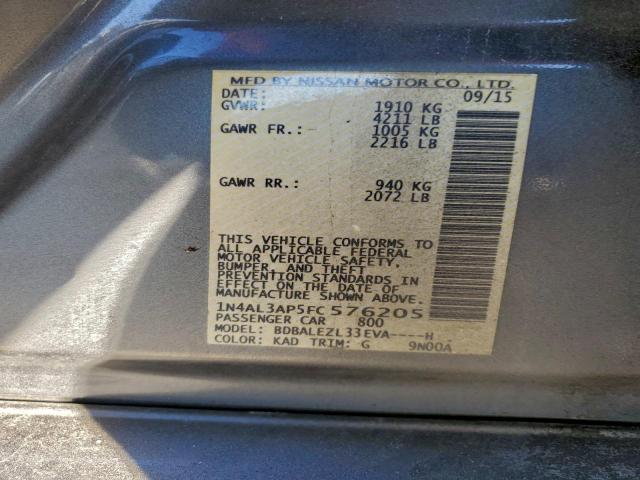 MFD BY NISSAN MOTOR CO., LTD.
DATE: 09/15
GVWR: 1910 KG
4211 LB
GAWR FR.: 1005 KG
2216 LB
GAWR RR.: 940 KG
2072 LB
THIS VEHICLE CONFORMS TO
ALL APPLICABLE FEDERAL
MOTOR VEHICLE SAFETY,
BUMPER, AND THEFT
PREVENTION STANDARDS IN
EFFECT ON THE DATE OF
MANUFACTURE SHOWN ABOVE.
1N4AL3AP5FC576205
PASSENGER CAR 800
MODEL: BDBALEZL33EVA----H
COLOR: KAD TRIM: G 9N00A